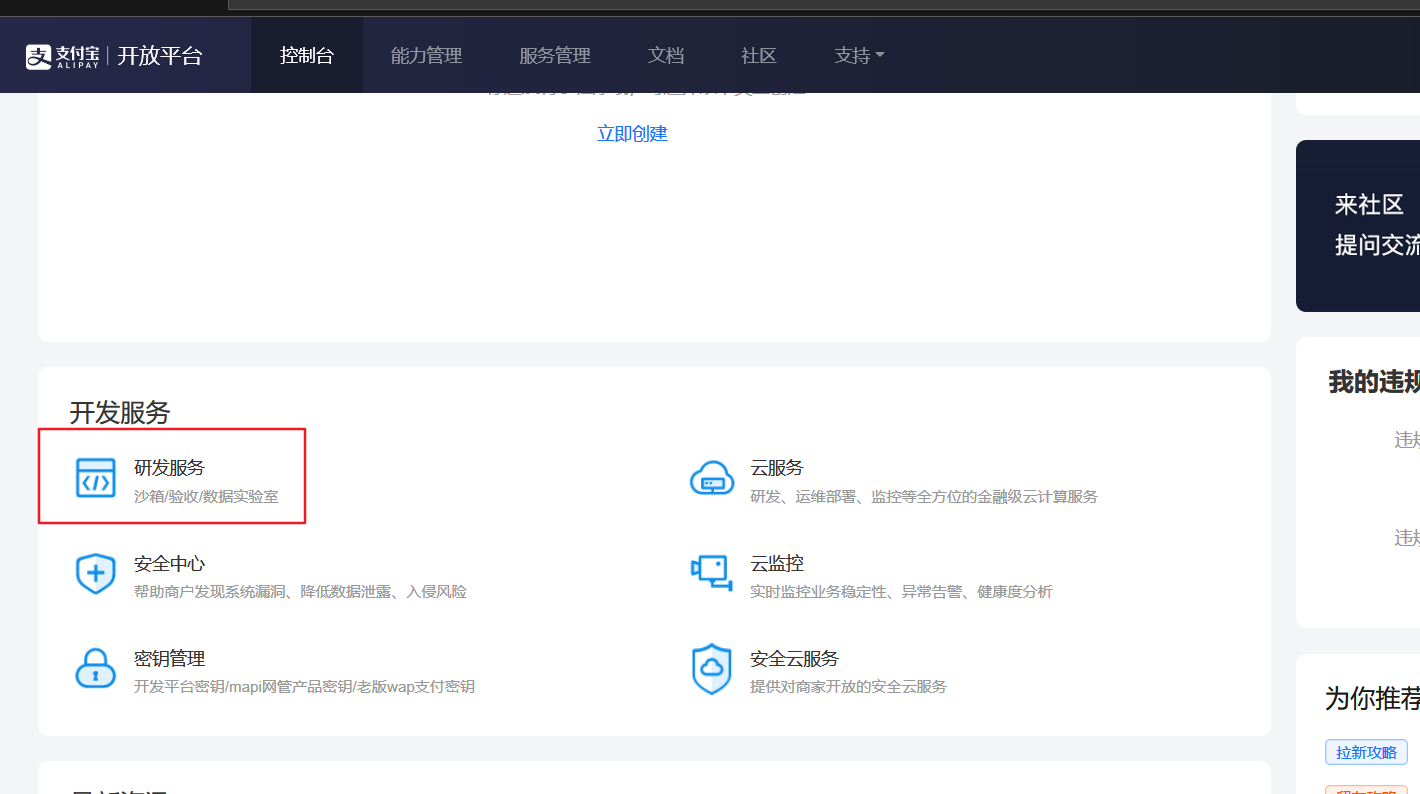 支付宝 ALIPAY 开放平台 控制台 能力管理 服务管理 文档 社区 支持
立即创建
来社区
提问交流
开发服务
研发服务
沙箱/验收/数据实验室
云服务
研发、运维部署、监控等全方位的金融级云计算服务
安全中心
帮助商户发现系统漏洞、降低数据泄露、入侵风险
云监控
实时监控业务稳定性、异常告警、健康度分析
密钥管理
开发平台密钥/mapi网管产品密钥/老版wap支付密钥
安全云服务
提供对商家开放的安全云服务
我的违规
违规
违规
为你推荐
拉新攻略